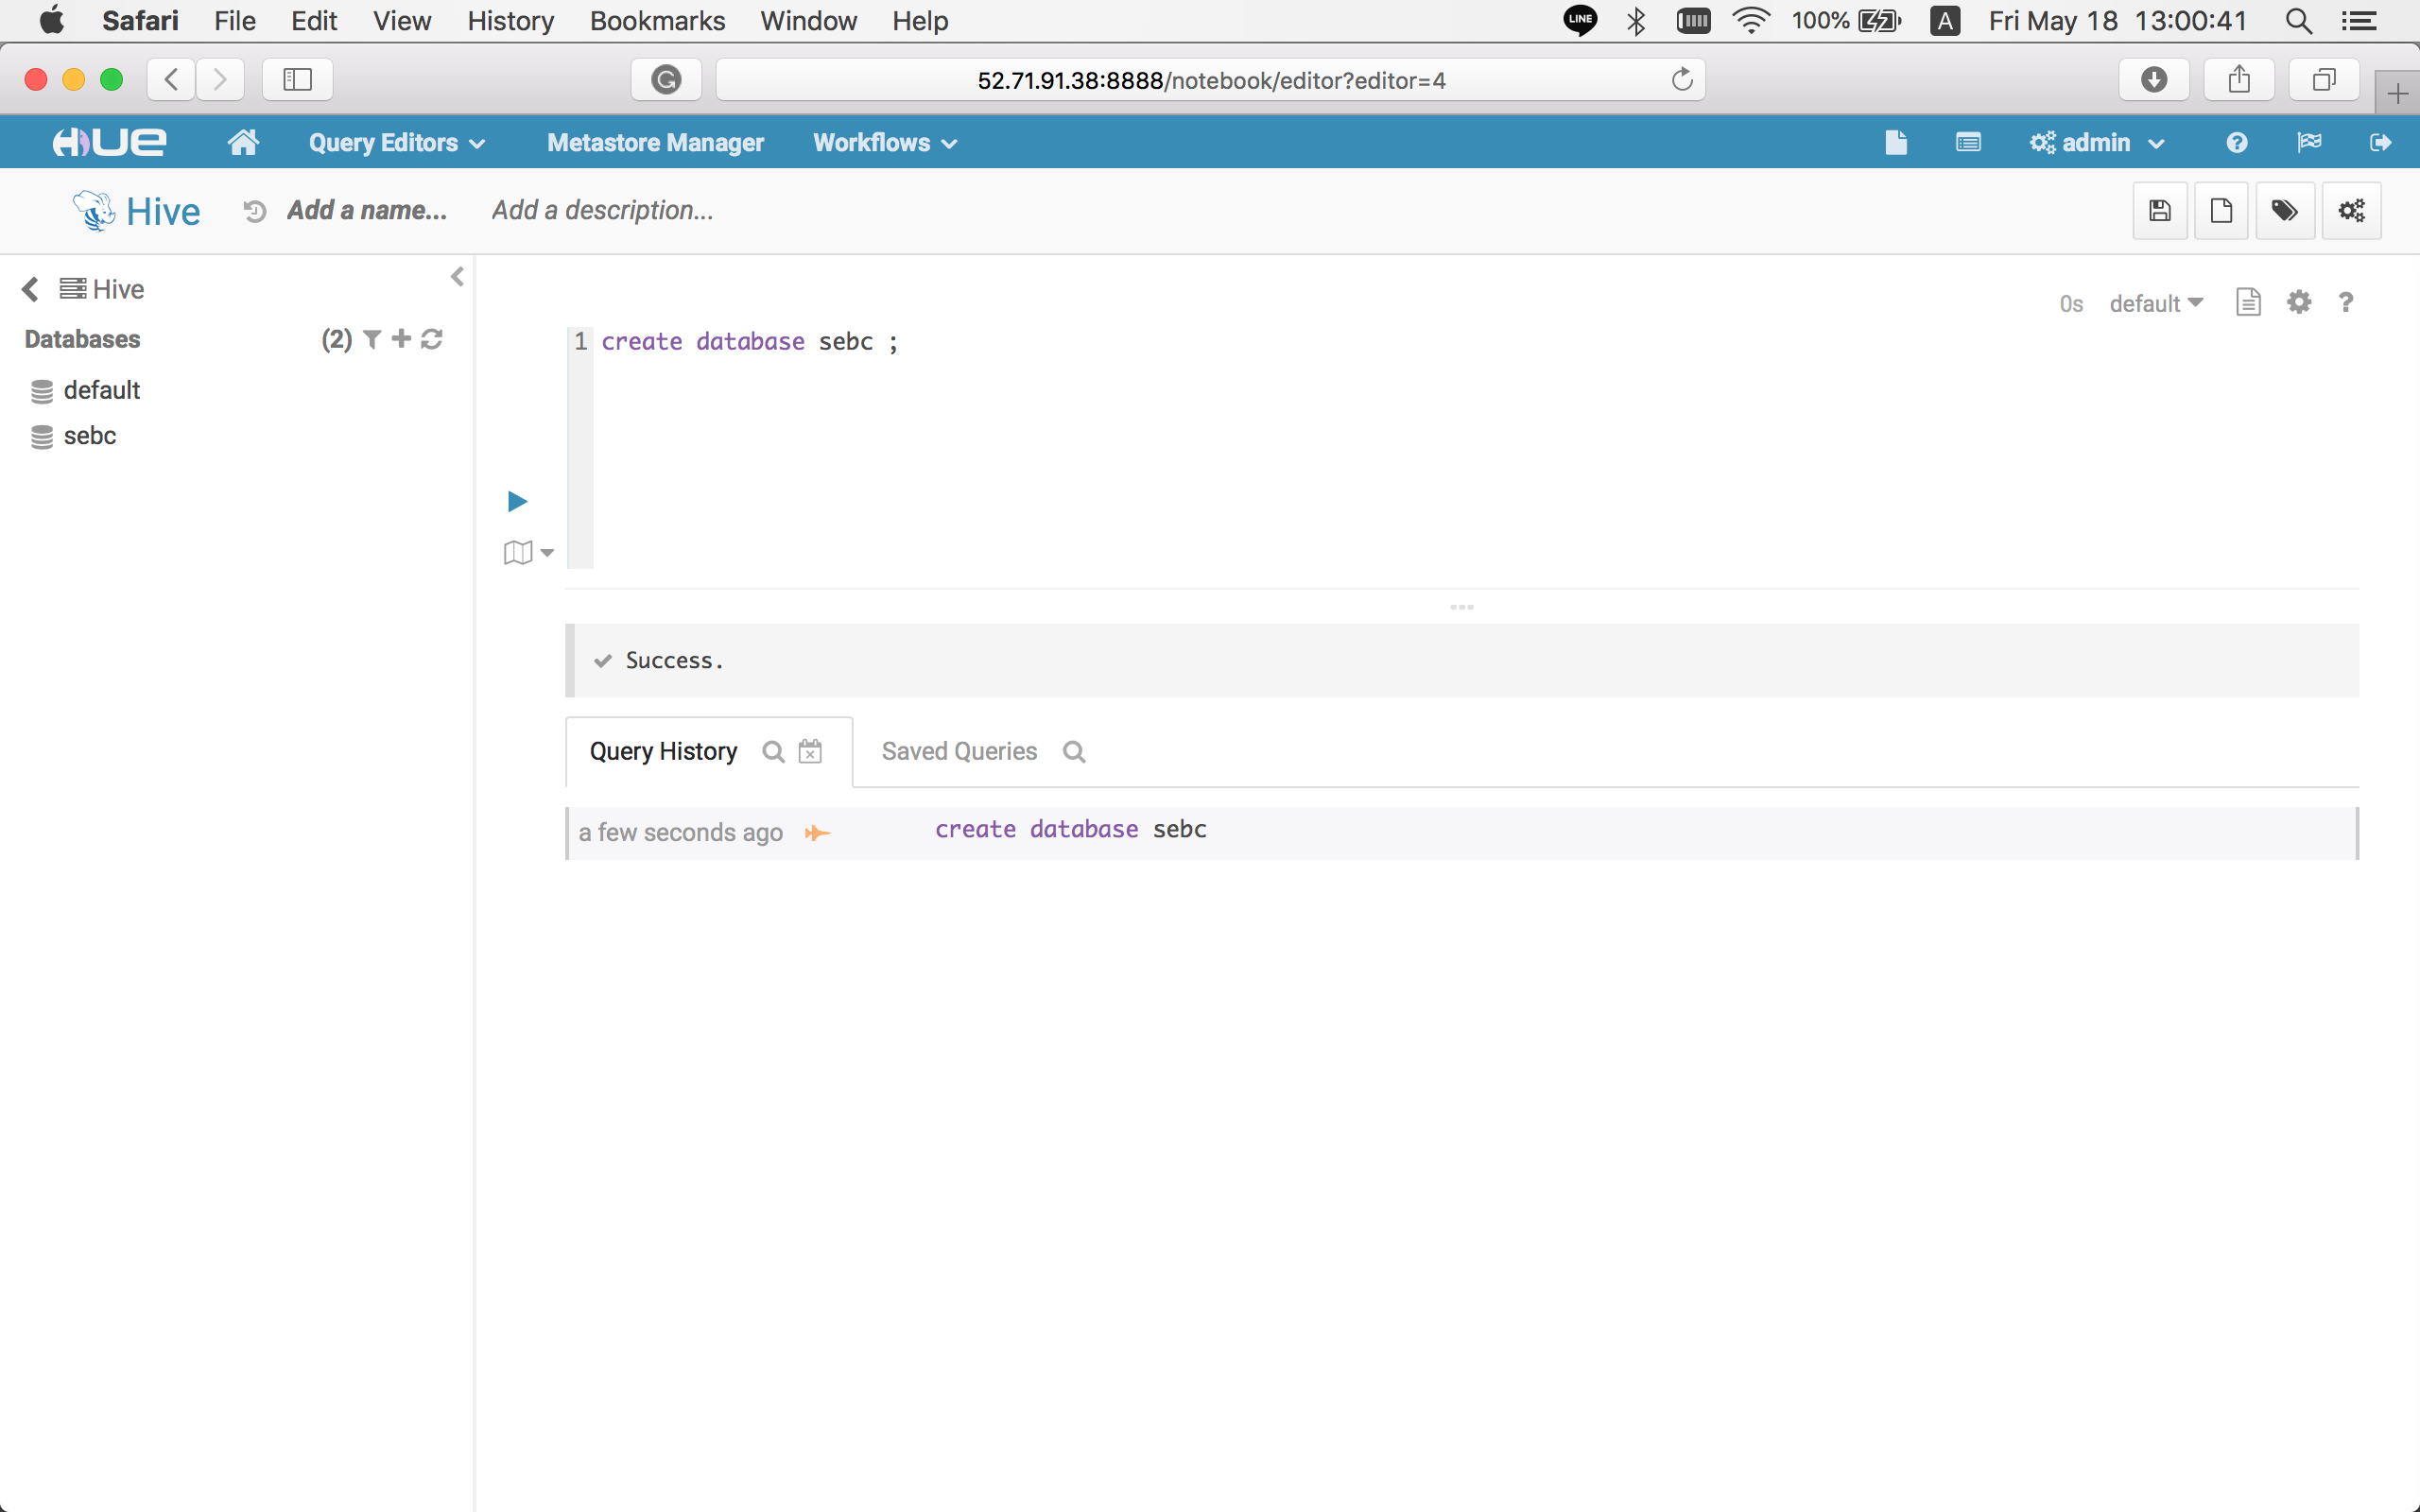 Safari File Edit View History Bookmarks Window Help LINE 100% A Fri May 18 13:00:41
52.71.91.38:8888/notebook/editor?editor=4
HUE Query Editors Metastore Manager Workflows admin
Hive Add a name... Add a description...
Hive
0s default
Databases (2)
1 create database sebc ;
default
sebc
Success.
Query History Saved Queries
a few seconds ago create database sebc